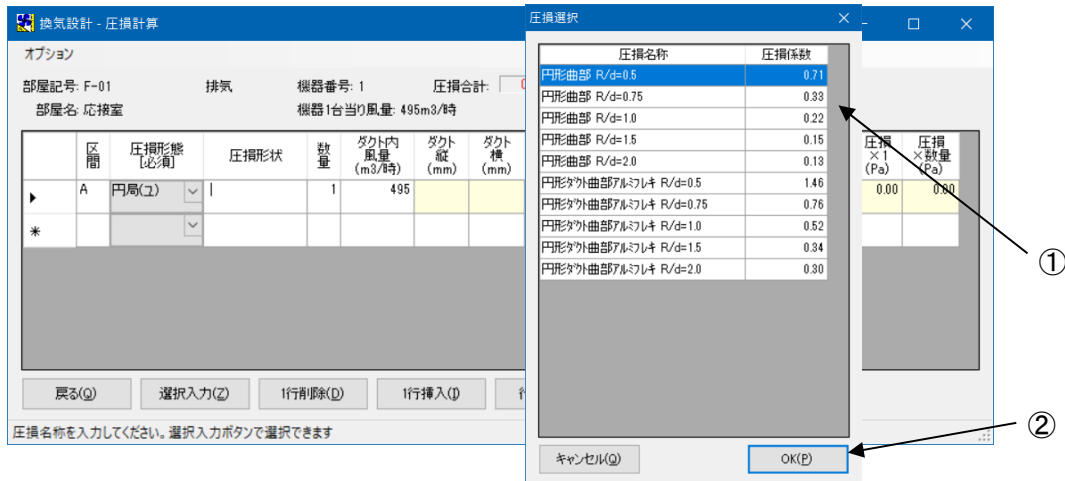 換気設計 - 圧損計算
オプション
部屋記号: F-01 排気 機器番号: 1 圧損合計: 0
部屋名: 応接室 機器1台当り風量: 495m3/時
区間 圧損形態[必須] 圧損形状 数量 ダクト内風量(m3/時) ダクト縦(mm) ダクト横(mm) 圧損×1(Pa) 圧損×数量(Pa)
A 円局(ユ) 1 495 0.00 0.00
*
戻る(Q) 選択入力(Z) 1行削除(D) 1行挿入(I)
圧損名称を入力してください。選択入力ボタンで選択できます
圧損選択
圧損名称 圧損係数
円形曲部 R/d=0.5 0.71
円形曲部 R/d=0.75 0.33
円形曲部 R/d=1.0 0.22
円形曲部 R/d=1.5 0.15
円形曲部 R/d=2.0 0.13
円形ダクト曲部アルミフレキ R/d=0.5 1.46
円形ダクト曲部アルミフレキ R/d=0.75 0.76
円形ダクト曲部アルミフレキ R/d=1.0 0.52
円形ダクト曲部アルミフレキ R/d=1.5 0.34
円形ダクト曲部アルミフレキ R/d=2.0 0.30
キャンセル(Q) OK(P)
①
②